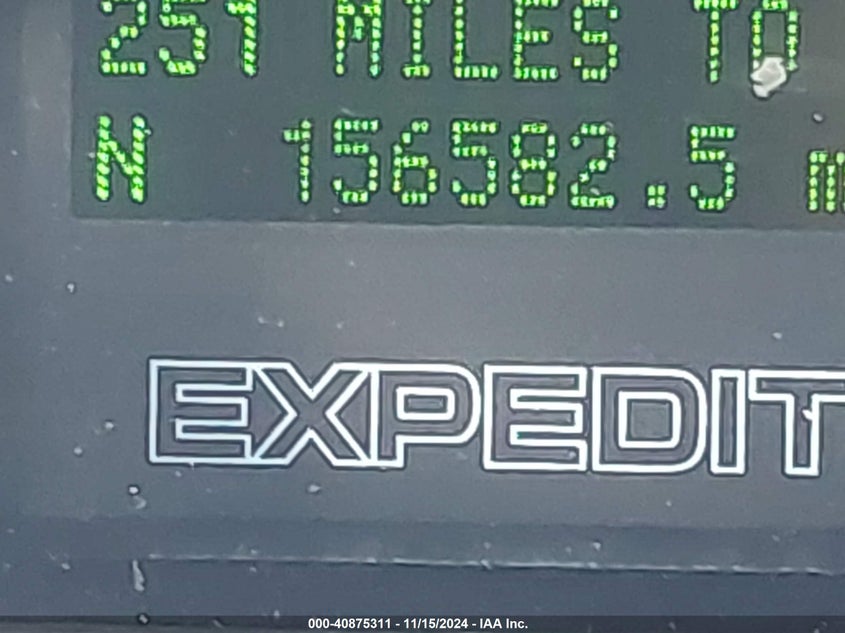 251 MILES TO
N 156582.5 m
EXPEDIT
000-40875311 - 11/15/2024 - IAA Inc.